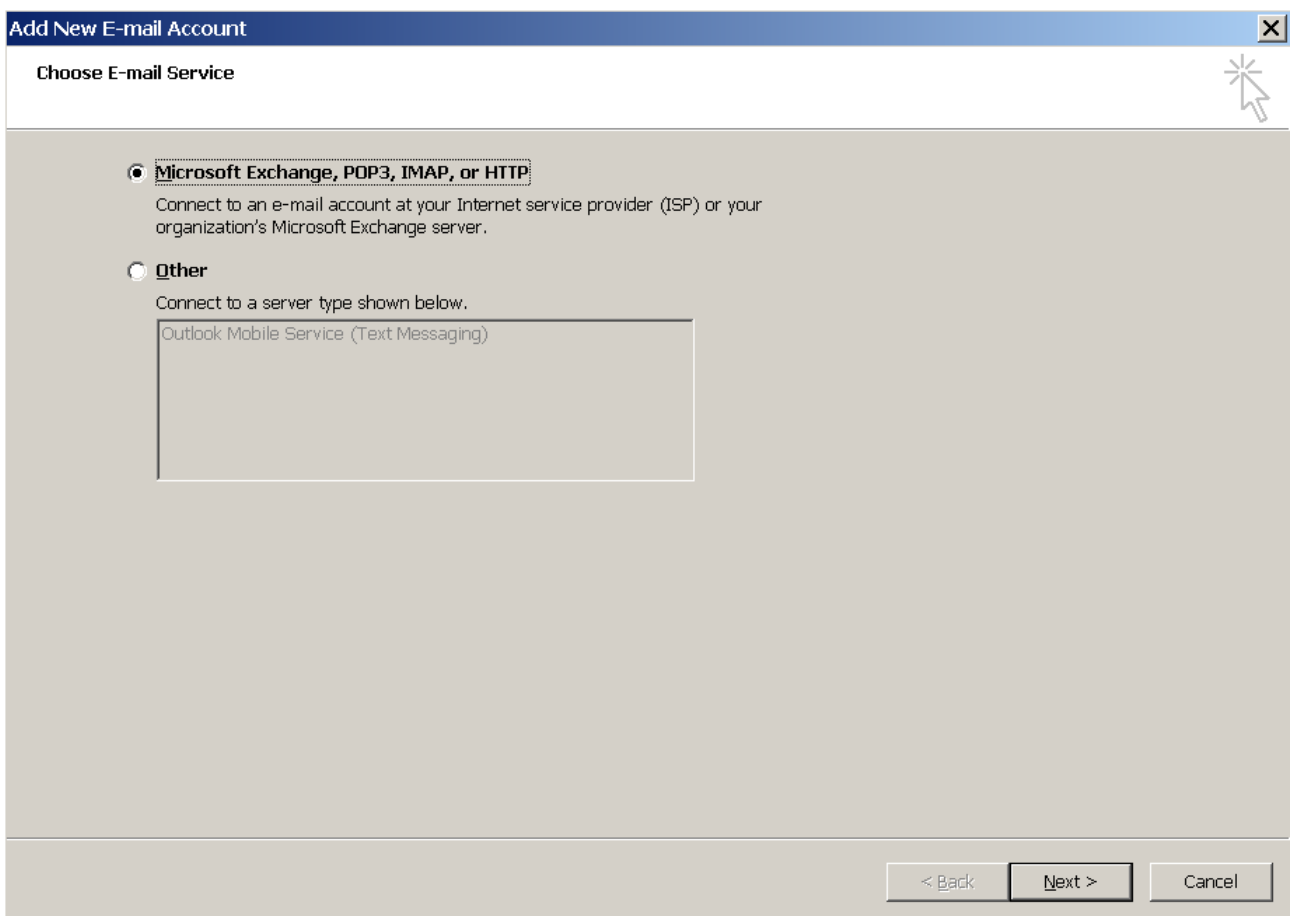 Add New E-mail Account
Choose E-mail Service
Microsoft Exchange, POP3, IMAP, or HTTP
Connect to an e-mail account at your Internet service provider (ISP) or your
organization's Microsoft Exchange server.
Other
Connect to a server type shown below.
Outlook Mobile Service (Text Messaging)
< Back
Next >
Cancel